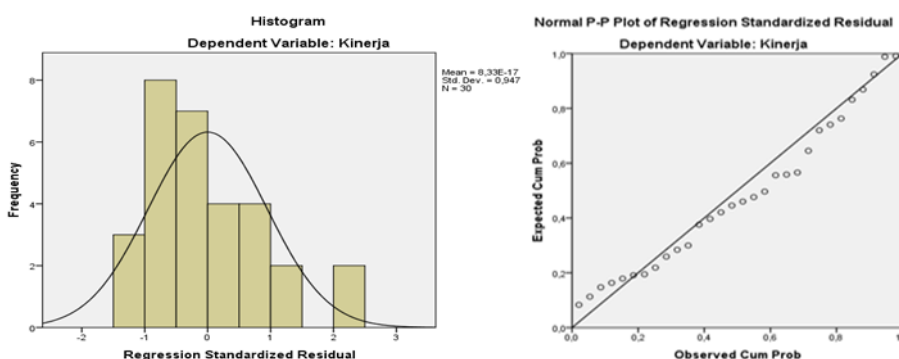 Histogram
Dependent Variable: Kinerja
Mean = 8,33E-17
Std. Dev. = 0,947
N = 30
8
6
4
2
0
Frequency
-2
-1
0
1
2
3
Regression Standardized Residual
Normal P-P Plot of Regression Standardized Residual
Dependent Variable: Kinerja
1,0
0,8
0,6
0,4
0,2
0,0
Expected Cum Prob
0,0
0,2
0,4
0,6
0,8
Observed Cum Prob